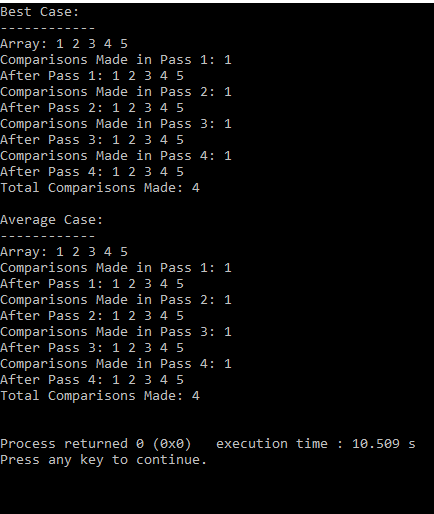 Best Case:
------------
Array: 1 2 3 4 5
Comparisons Made in Pass 1: 1
After Pass 1: 1 2 3 4 5
Comparisons Made in Pass 2: 1
After Pass 2: 1 2 3 4 5
Comparisons Made in Pass 3: 1
After Pass 3: 1 2 3 4 5
Comparisons Made in Pass 4: 1
After Pass 4: 1 2 3 4 5
Total Comparisons Made: 4
Average Case:
------------
Array: 1 2 3 4 5
Comparisons Made in Pass 1: 1
After Pass 1: 1 2 3 4 5
Comparisons Made in Pass 2: 1
After Pass 2: 1 2 3 4 5
Comparisons Made in Pass 3: 1
After Pass 3: 1 2 3 4 5
Comparisons Made in Pass 4: 1
After Pass 4: 1 2 3 4 5
Total Comparisons Made: 4
Process returned 0 (0x0)   execution time : 10.509 s
Press any key to continue.